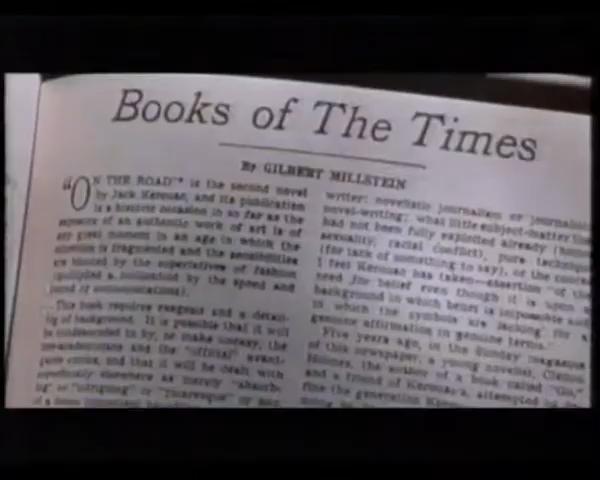 Books of The Times
By GILBERT MILLSTEIN
"ON THE ROAD"* is the second novel
by Jack Kerouac, and its publication
is a historic occasion in so far as the
exposure of an authentic work of art is of
any great moment in an age in which the
attention is fragmented and the sensibilities
are blunted by the superlatives of fashion
(multiplied a millionfold by the speed and
pound of communications).
This book requires exegesis and a detail-
ing of background. It is possible that it will
be condescended to by, or make uneasy, the
neo-academicians and the "official" avant-
garde critics, and that it will be dealt with
superficially elsewhere as merely "absorb-
ing" or "intriguing" or "picaresque" or any
of a
writer: novelistic journalism or journalistic
novel-writing; what little subject-matter that
had not been fully exploited already (homo
sexuality, racial conflict), pure technique
(for lack of something to say), or the course
I feel Kerouac has taken—assertion "of the
need for belief even though it is upon a
background in which belief is impossible and
in which the symbols are lacking for a
genuine affirmation in genuine terms."
Five years ago, in the Sunday magazine
of this newspaper, a young novelist, Clellon
Holmes, the author of a book called "Go,"
and a friend of Kerouac's, attempted to de-
fine the generation